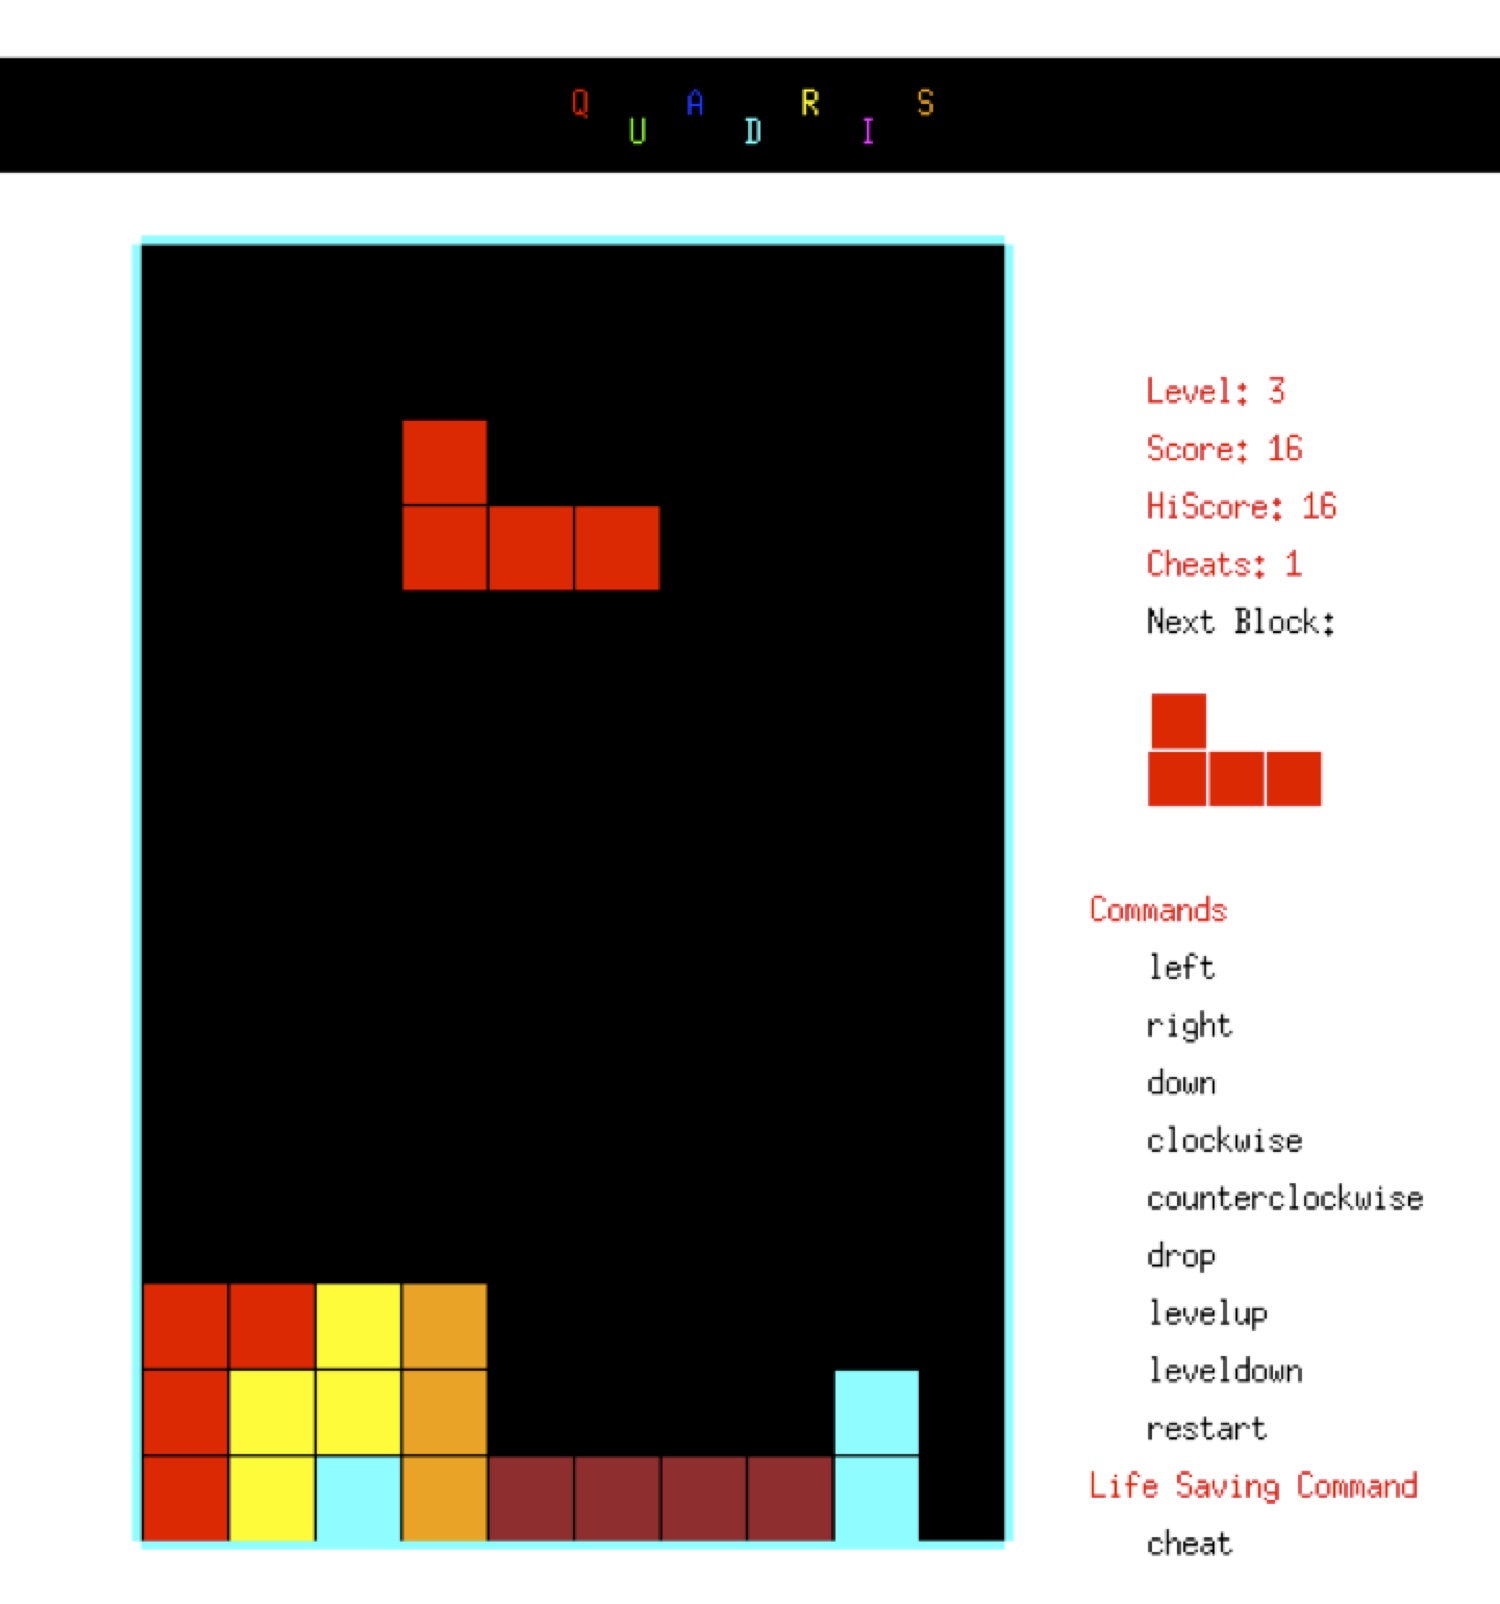 QUADRIS
Level: 3
Score: 16
HiScore: 16
Cheats: 1
Next Block:
Commands
left
right
down
clockwise
counterclockwise
drop
levelup
leveldown
restart
Life Saving Command
cheat